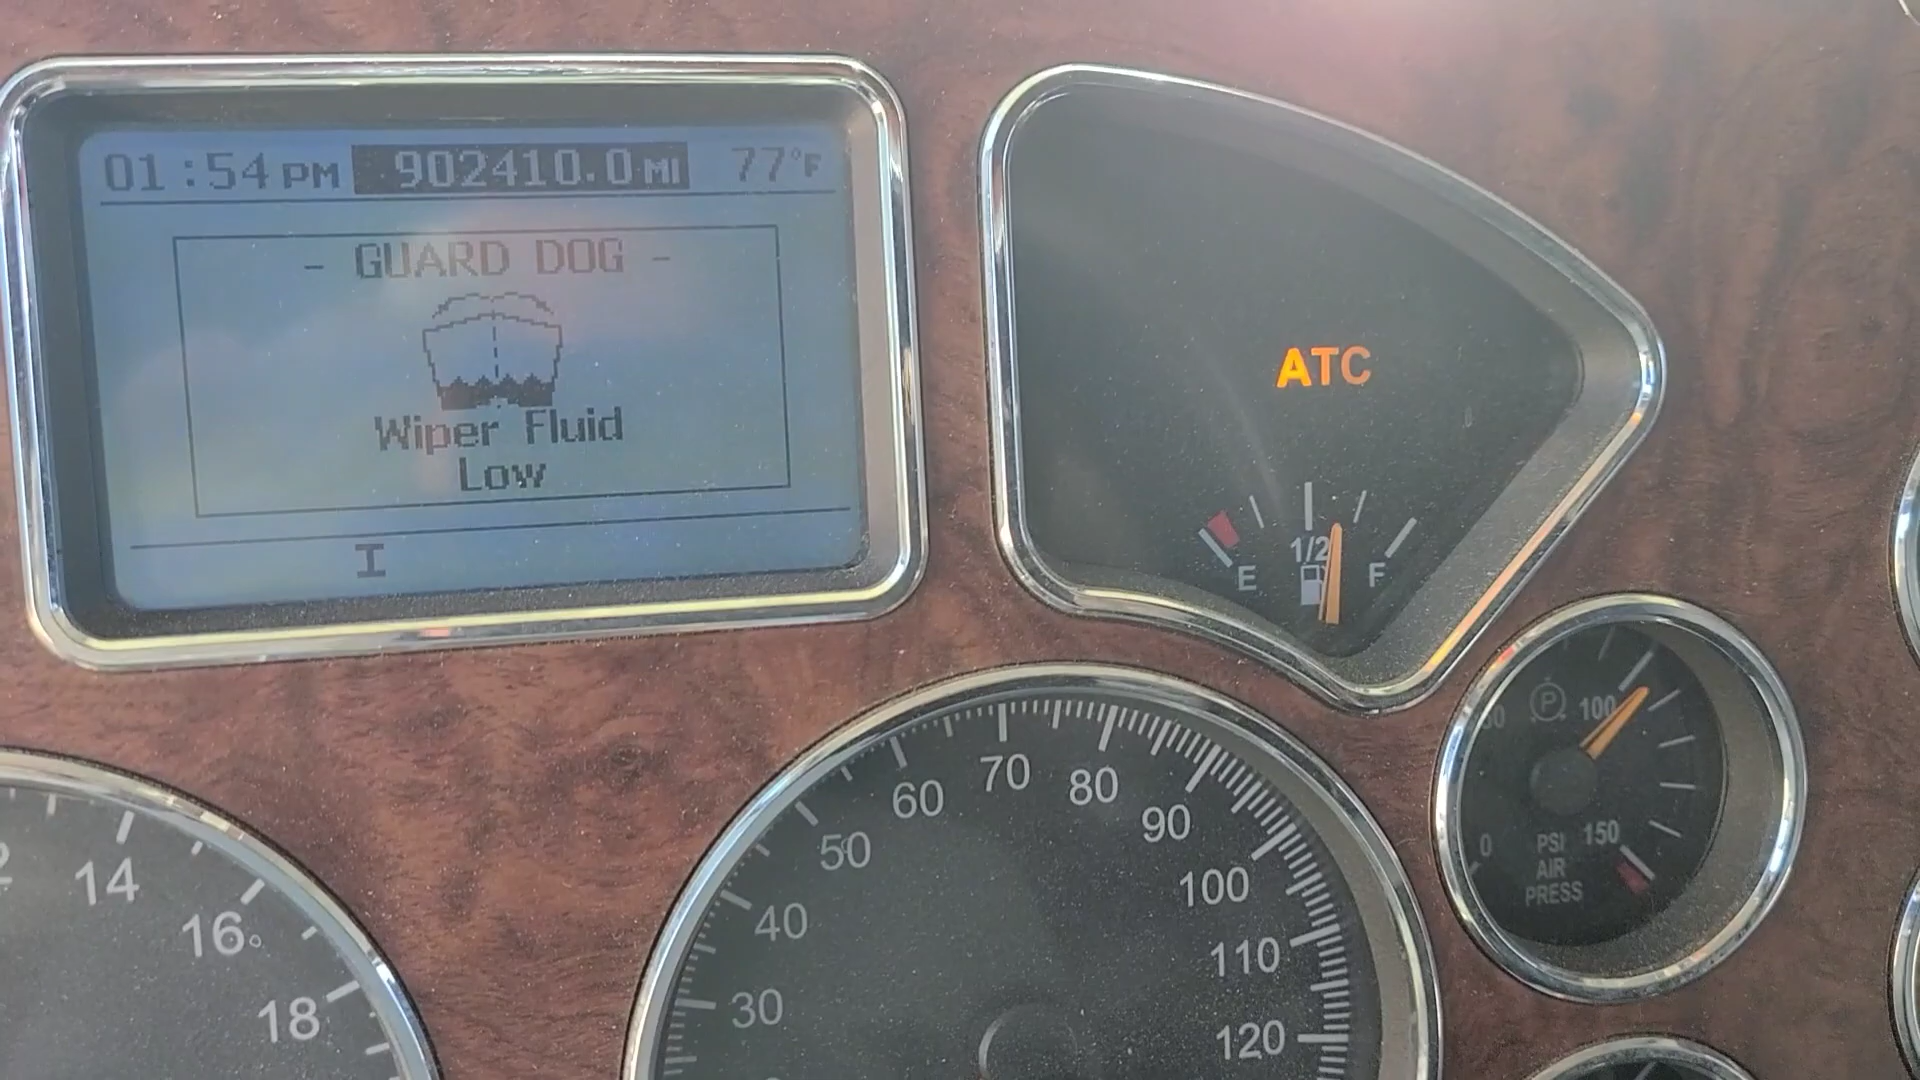 01:54 PM 902410.0 MI 77°F
- GUARD DOG -
Wiper Fluid
Low
I
ATC
1/2
E F
P 100
0 PSI 150
AIR
PRESS
14
16
18
30
40
50
60
70
80
90
100
110
120